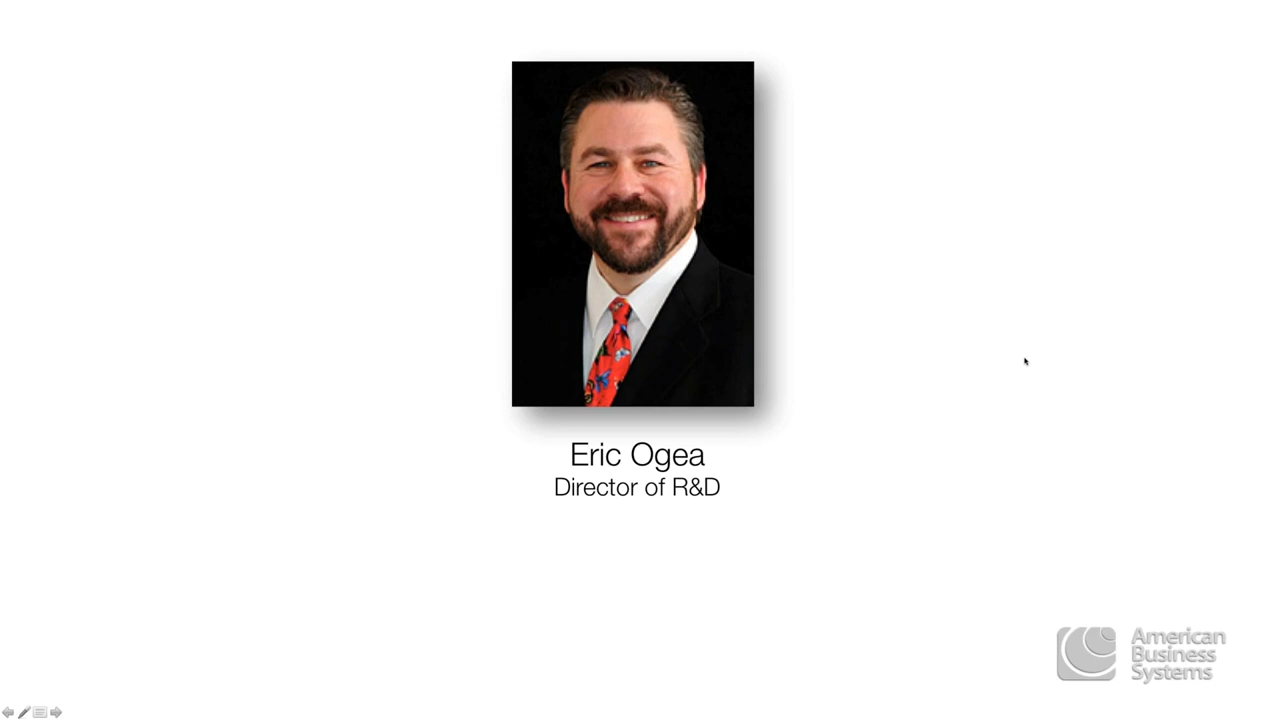 Eric Ogea
Director of R&D
American
Business
Systems